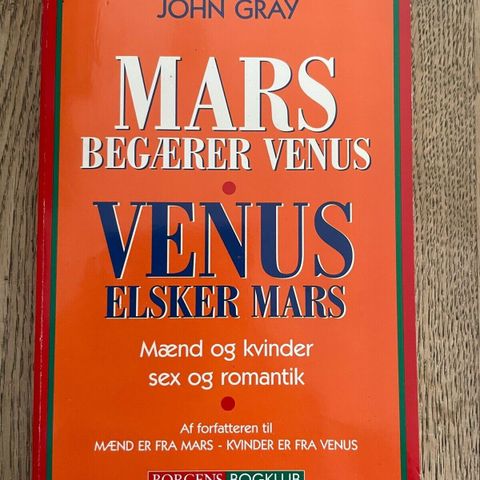 JOHN GRAY
MARS
BEGÆRER VENUS
VENUS
ELSKER MARS
Mænd og kvinder
sex og romantik
Af forfatteren til
MÆND ER FRA MARS - KVINDER ER FRA VENUS
BORGENS BOGKLUB